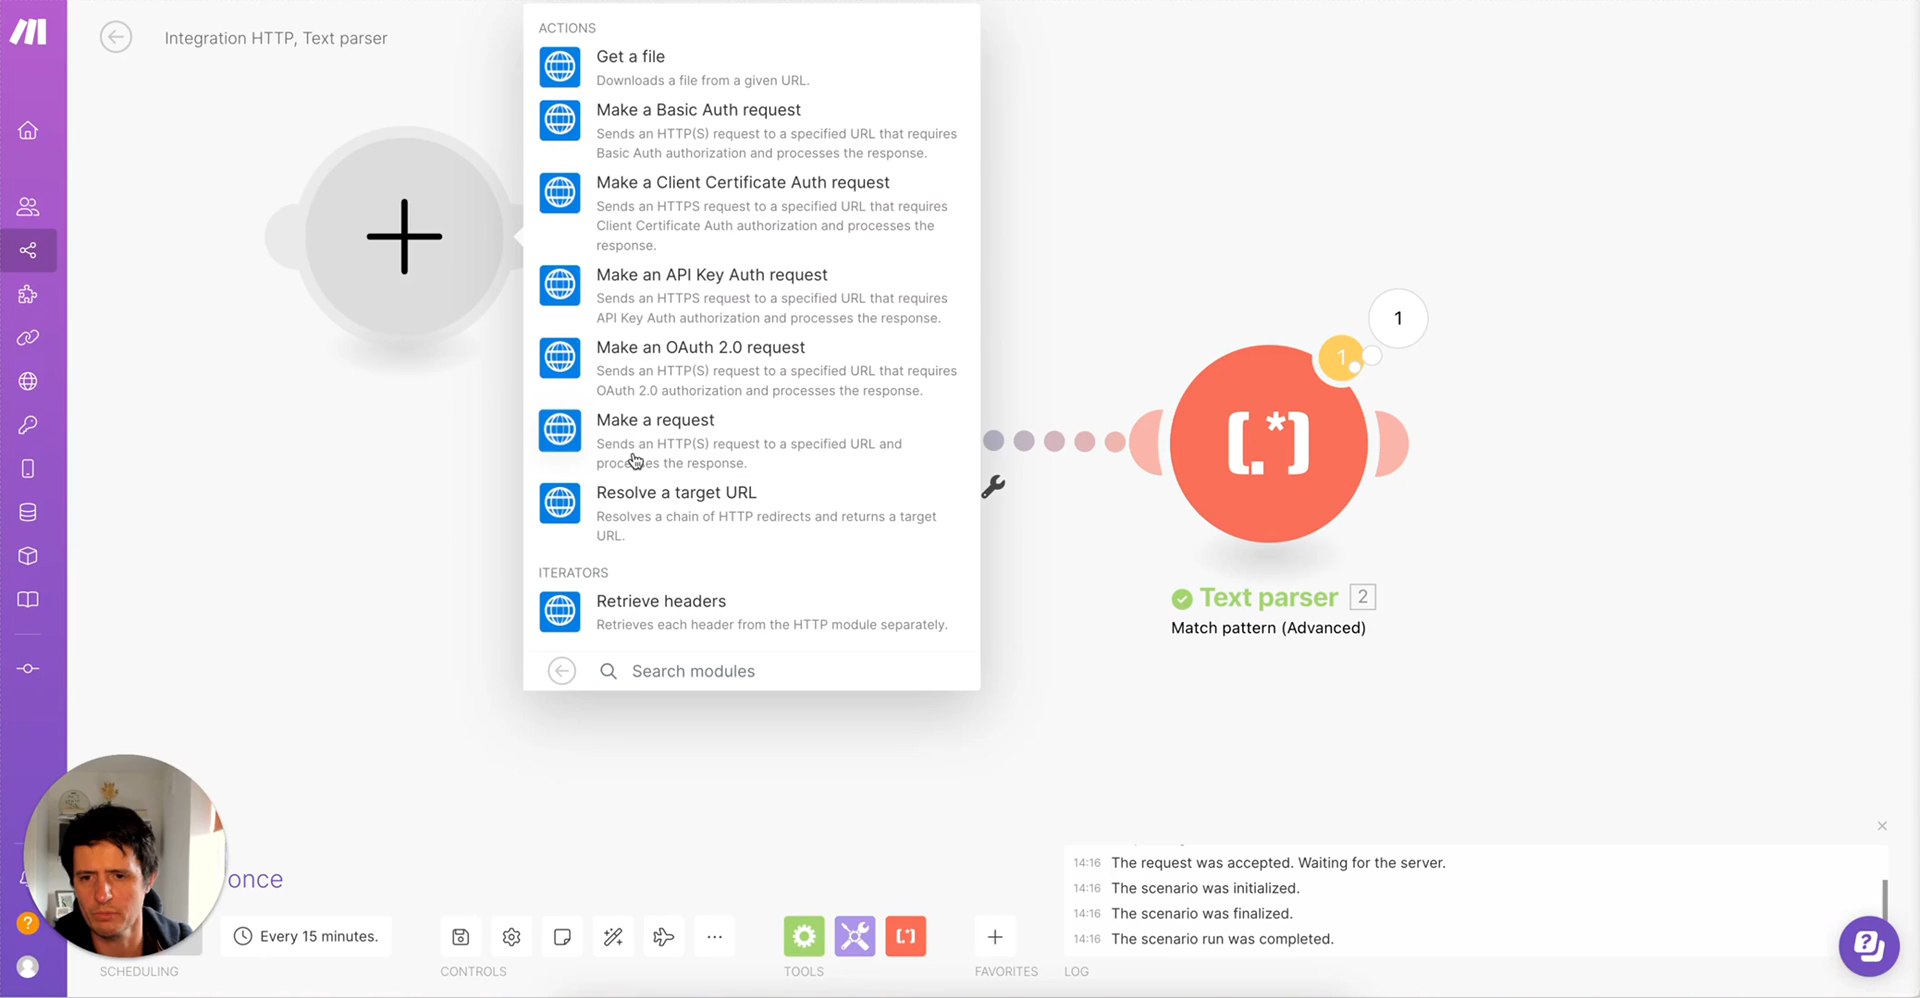 Integration HTTP, Text parser
ACTIONS
Get a file
Downloads a file from a given URL.
Make a Basic Auth request
Sends an HTTP(S) request to a specified URL that requires
Basic Auth authorization and processes the response.
Make a Client Certificate Auth request
Sends an HTTPS request to a specified URL that requires
Client Certificate Auth authorization and processes the
response.
Make an API Key Auth request
Sends an HTTPS request to a specified URL that requires
API Key Auth authorization and processes the response.
Make an OAuth 2.0 request
Sends an HTTP(S) request to a specified URL that requires
OAuth 2.0 authorization and processes the response.
Make a request
Sends an HTTP(S) request to a specified URL and
processes the response.
Resolve a target URL
Resolves a chain of HTTP redirects and returns a target
URL.
ITERATORS
Retrieve headers
Retrieves each header from the HTTP module separately.
Search modules
1
1
[.*]
Text parser 2
Match pattern (Advanced)
once
Every 15 minutes.
SCHEDULING
CONTROLS
TOOLS
FAVORITES
14:16 The request was accepted. Waiting for the server.
14:16 The scenario was initialized.
14:16 The scenario was finalized.
14:16 The scenario run was completed.
LOG